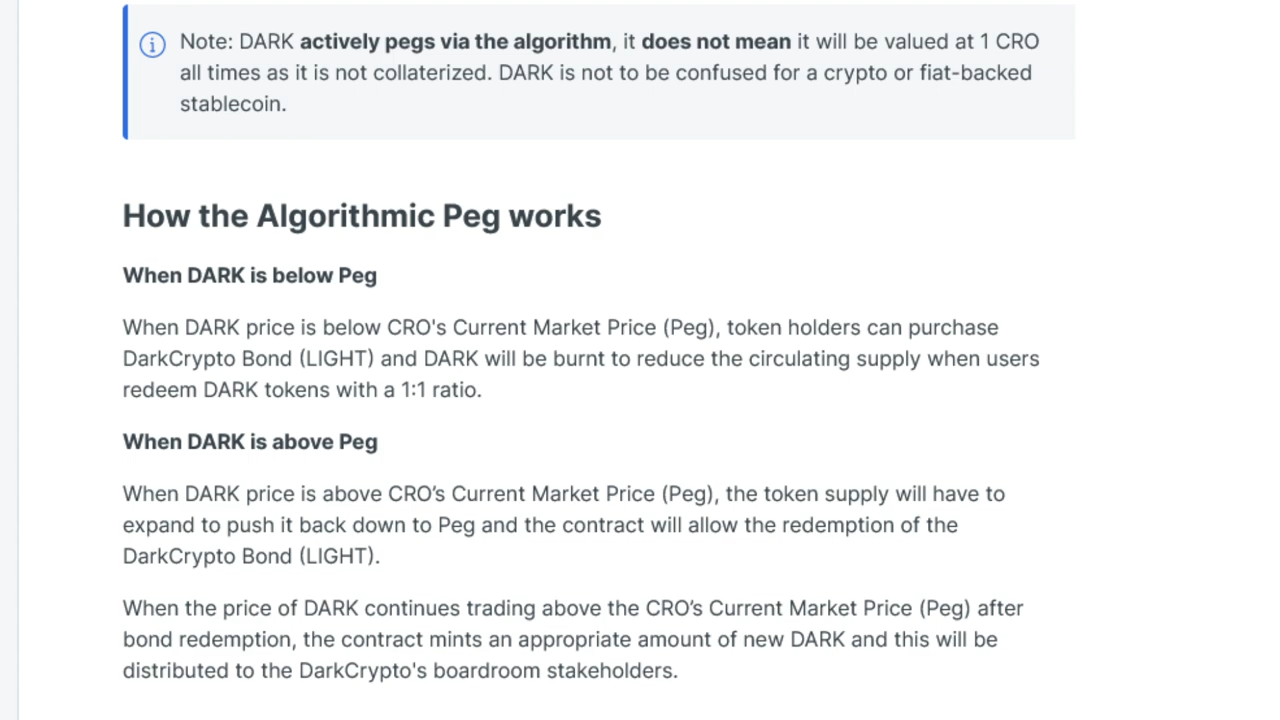 Note: DARK actively pegs via the algorithm, it does not mean it will be valued at 1 CRO
all times as it is not collaterized. DARK is not to be confused for a crypto or fiat-backed
stablecoin.
How the Algorithmic Peg works
When DARK is below Peg
When DARK price is below CRO's Current Market Price (Peg), token holders can purchase
DarkCrypto Bond (LIGHT) and DARK will be burnt to reduce the circulating supply when users
redeem DARK tokens with a 1:1 ratio.
When DARK is above Peg
When DARK price is above CRO’s Current Market Price (Peg), the token supply will have to
expand to push it back down to Peg and the contract will allow the redemption of the
DarkCrypto Bond (LIGHT).
When the price of DARK continues trading above the CRO’s Current Market Price (Peg) after
bond redemption, the contract mints an appropriate amount of new DARK and this will be
distributed to the DarkCrypto's boardroom stakeholders.